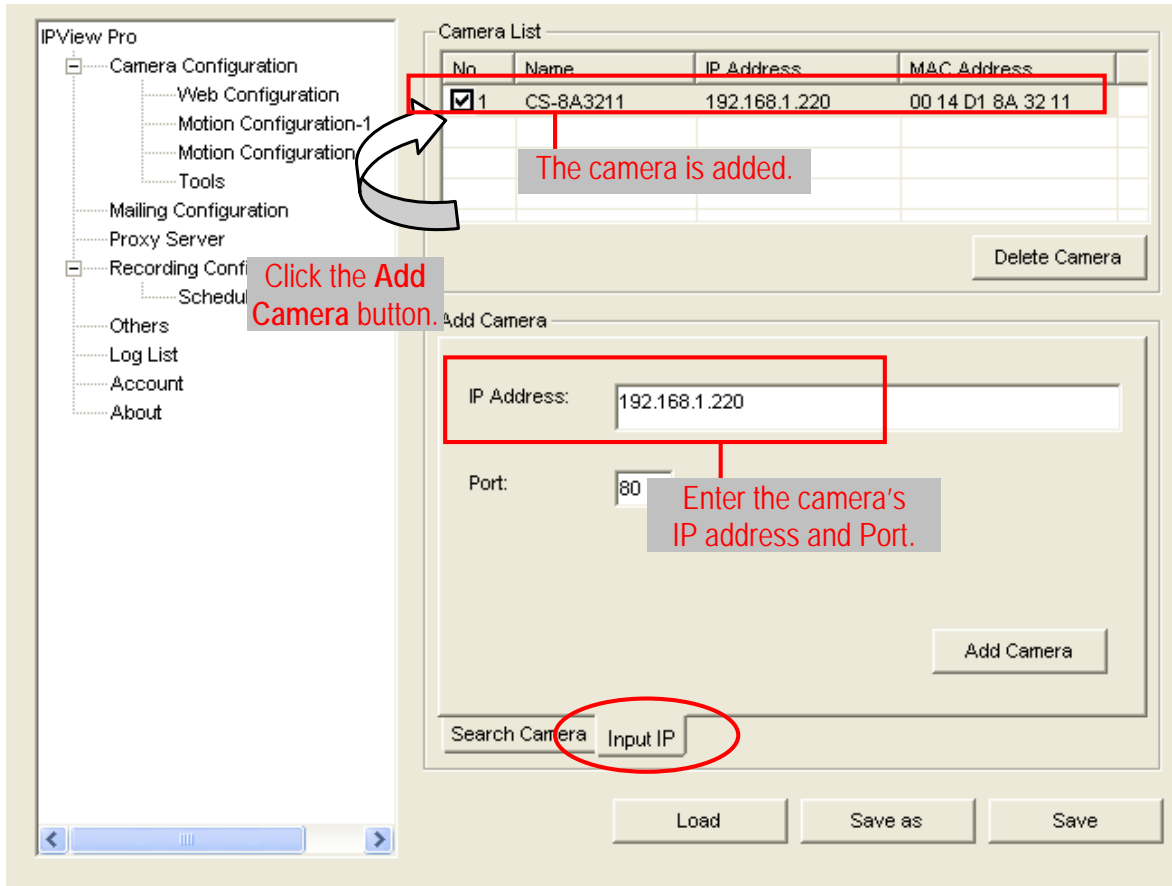 IPView Pro
Camera Configuration
Web Configuration
Motion Configuration-1
Motion Configuration
Tools
Mailing Configuration
Proxy Server
Recording Confi
Schedul
Others
Log List
Account
About
Click the Add
Camera button.
Camera List
No Name IP Address MAC Address
1 CS-8A3211 192.168.1.220 00 14 D1 8A 32 11
The camera is added.
Delete Camera
Add Camera
IP Address: 192.168.1.220
Port: 80
Enter the camera's
IP address and Port.
Add Camera
Search Camera Input IP
Load Save as Save